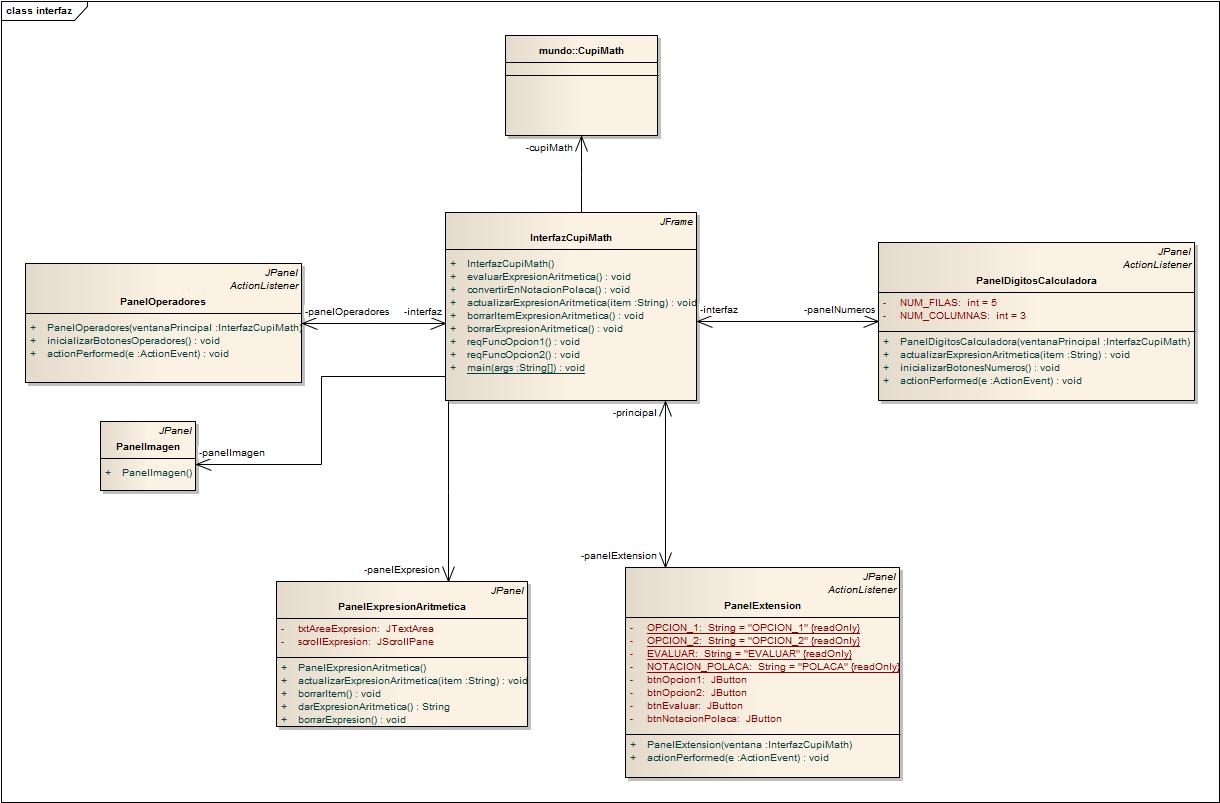 class interfaz
mundo::CupiMath
-cupiMath
JFrame
InterfazCupiMath
+ InterfazCupiMath()
+ evaluarExpresionAritmetica() : void
+ convertirEnNotacionPolaca() : void
+ actualizarExpresionAritmetica(item :String) : void
+ borrarItemExpresionAritmetica() : void
+ borrarExpresionAritmetica() : void
+ reqFuncOpcion1() : void
+ reqFuncOpcion2() : void
+ main(args :String[]) : void
JPanel
ActionListener
PanelOperadores
+ PanelOperadores(ventanaPrincipal :InterfazCupiMath)
+ inicializarBotonesOperadores() : void
+ actionPerformed(e :ActionEvent) : void
-panelOperadores
-interfaz
-interfaz
-panelNumeros
JPanel
ActionListener
PanelDigitosCalculadora
- NUM_FILAS: int = 5
- NUM_COLUMNAS: int = 3
+ PanelDigitosCalculadora(ventanaPrincipal :InterfazCupiMath)
+ actualizarExpresionAritmetica(item :String) : void
+ inicializarBotonesNumeros() : void
+ actionPerformed(e :ActionEvent) : void
JPanel
PanelImagen
+ PanelImagen()
-panelImagen
-principal
-panelExpresion
-panelExtension
JPanel
PanelExpresionAritmetica
- txtAreaExpresion: JTextArea
- scrollExpresion: JScrollPane
+ PanelExpresionAritmetica()
+ actualizarExpresionAritmetica(item :String) : void
+ borrarItem() : void
+ darExpresionAritmetica() : String
+ borrarExpresion() : void
JPanel
ActionListener
PanelExtension
- OPCION_1: String = "OPCION_1" {readOnly}
- OPCION_2: String = "OPCION_2" {readOnly}
- EVALUAR: String = "EVALUAR" {readOnly}
- NOTACION_POLACA: String = "POLACA" {readOnly}
- btnOpcion1: JButton
- btnOpcion2: JButton
- btnEvaluar: JButton
- btnNotacionPolaca: JButton
+ PanelExtension(ventana :InterfazCupiMath)
+ actionPerformed(e :ActionEvent) : void